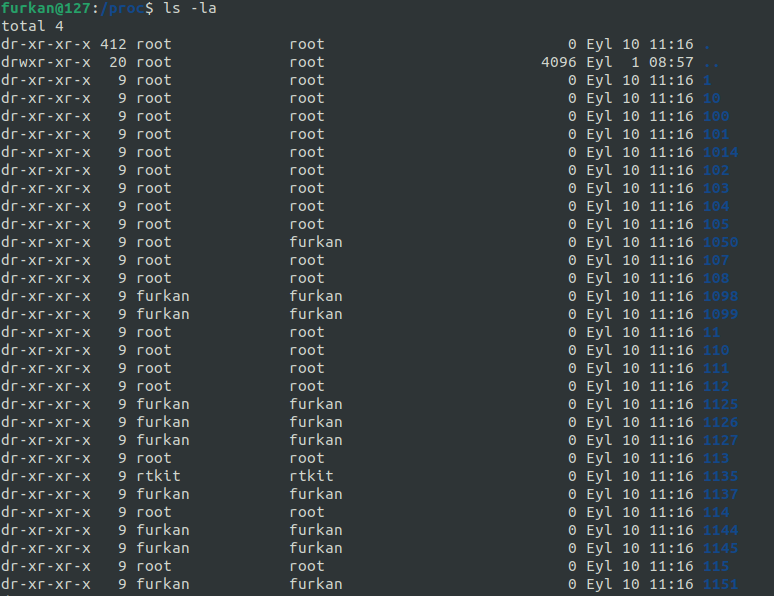 furkan@127:/proc$ ls -la
total 4
dr-xr-xr-x 412 root             root                           0 Eyl 10 11:16 .
drwxr-xr-x  20 root             root                        4096 Eyl  1 08:57 ..
dr-xr-xr-x   9 root             root                           0 Eyl 10 11:16 1
dr-xr-xr-x   9 root             root                           0 Eyl 10 11:16 10
dr-xr-xr-x   9 root             root                           0 Eyl 10 11:16 100
dr-xr-xr-x   9 root             root                           0 Eyl 10 11:16 101
dr-xr-xr-x   9 root             root                           0 Eyl 10 11:16 1014
dr-xr-xr-x   9 root             root                           0 Eyl 10 11:16 102
dr-xr-xr-x   9 root             root                           0 Eyl 10 11:16 103
dr-xr-xr-x   9 root             root                           0 Eyl 10 11:16 104
dr-xr-xr-x   9 root             root                           0 Eyl 10 11:16 105
dr-xr-xr-x   9 root             furkan                         0 Eyl 10 11:16 1050
dr-xr-xr-x   9 root             root                           0 Eyl 10 11:16 107
dr-xr-xr-x   9 root             root                           0 Eyl 10 11:16 108
dr-xr-xr-x   9 furkan           furkan                         0 Eyl 10 11:16 1098
dr-xr-xr-x   9 furkan           furkan                         0 Eyl 10 11:16 1099
dr-xr-xr-x   9 root             root                           0 Eyl 10 11:16 11
dr-xr-xr-x   9 root             root                           0 Eyl 10 11:16 110
dr-xr-xr-x   9 root             root                           0 Eyl 10 11:16 111
dr-xr-xr-x   9 root             root                           0 Eyl 10 11:16 112
dr-xr-xr-x   9 furkan           furkan                         0 Eyl 10 11:16 1125
dr-xr-xr-x   9 furkan           furkan                         0 Eyl 10 11:16 1126
dr-xr-xr-x   9 furkan           furkan                         0 Eyl 10 11:16 1127
dr-xr-xr-x   9 root             root                           0 Eyl 10 11:16 113
dr-xr-xr-x   9 rtkit            rtkit                          0 Eyl 10 11:16 1135
dr-xr-xr-x   9 furkan           furkan                         0 Eyl 10 11:16 1137
dr-xr-xr-x   9 root             root                           0 Eyl 10 11:16 114
dr-xr-xr-x   9 furkan           furkan                         0 Eyl 10 11:16 1144
dr-xr-xr-x   9 furkan           furkan                         0 Eyl 10 11:16 1145
dr-xr-xr-x   9 root             root                           0 Eyl 10 11:16 115
dr-xr-xr-x   9 furkan           furkan                         0 Eyl 10 11:16 1151